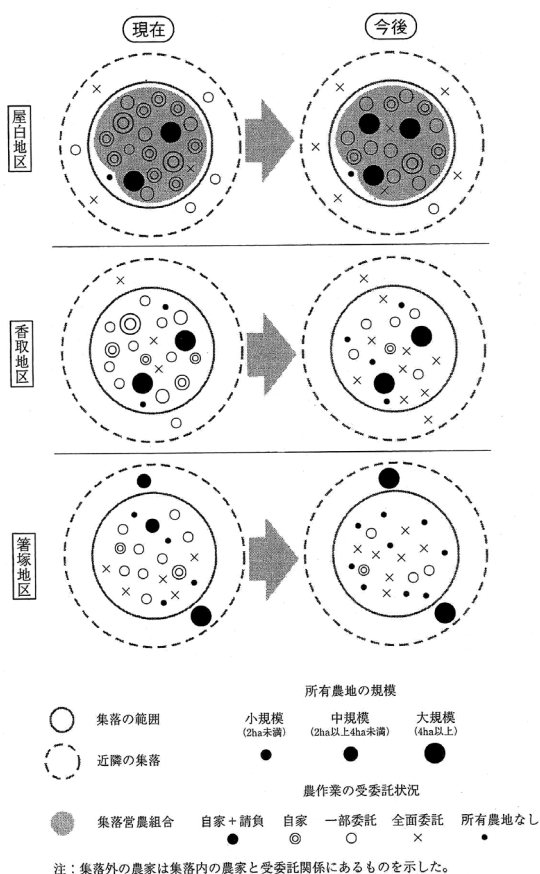 現在
今後
屋白地区
香取地区
箸塚地区
所有農地の規模
集落の範囲
小規模
(2ha未満)
中規模
(2ha以上4ha未満)
大規模
(4ha以上)
近隣の集落
農作業の受委託状況
集落営農組合
自家+請負
自家
一部委託
全面委託
所有農地なし
注:集落外の農家は集落内の農家と受委託関係にあるものを示した。